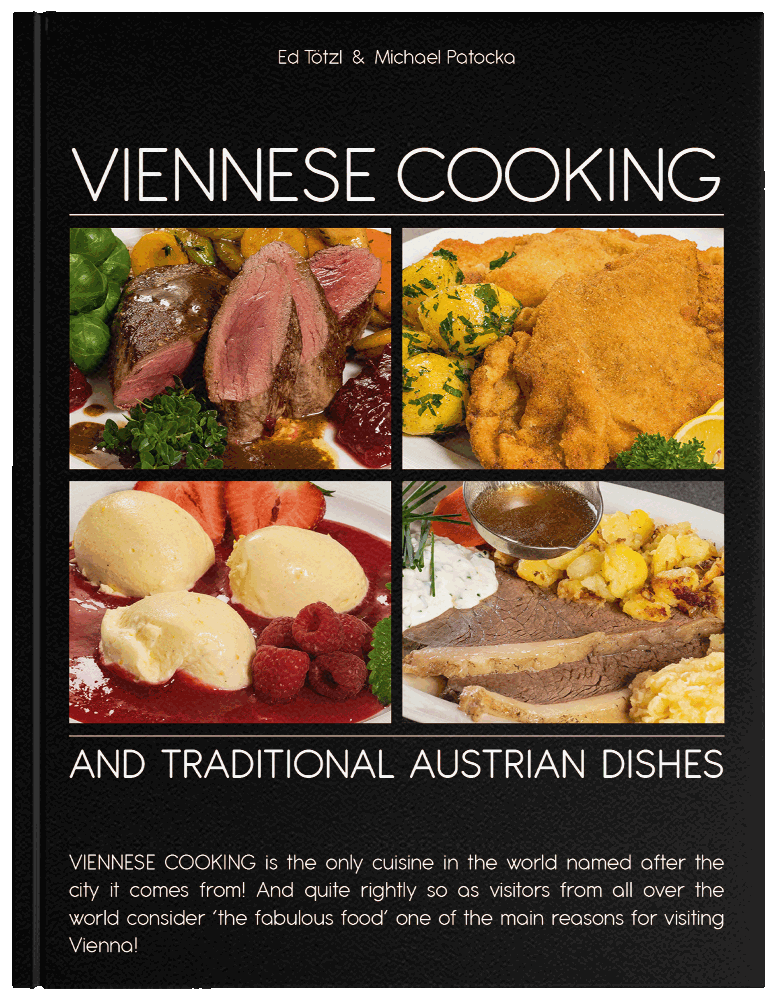 Ed Tötzl & Michael Patocka
VIENNESE COOKING
AND TRADITIONAL AUSTRIAN DISHES
VIENNESE COOKING is the only cuisine in the world named after the
city it comes from! And quite rightly so as visitors from all over the
world consider ‘the fabulous food’ one of the main reasons for visiting
Vienna!